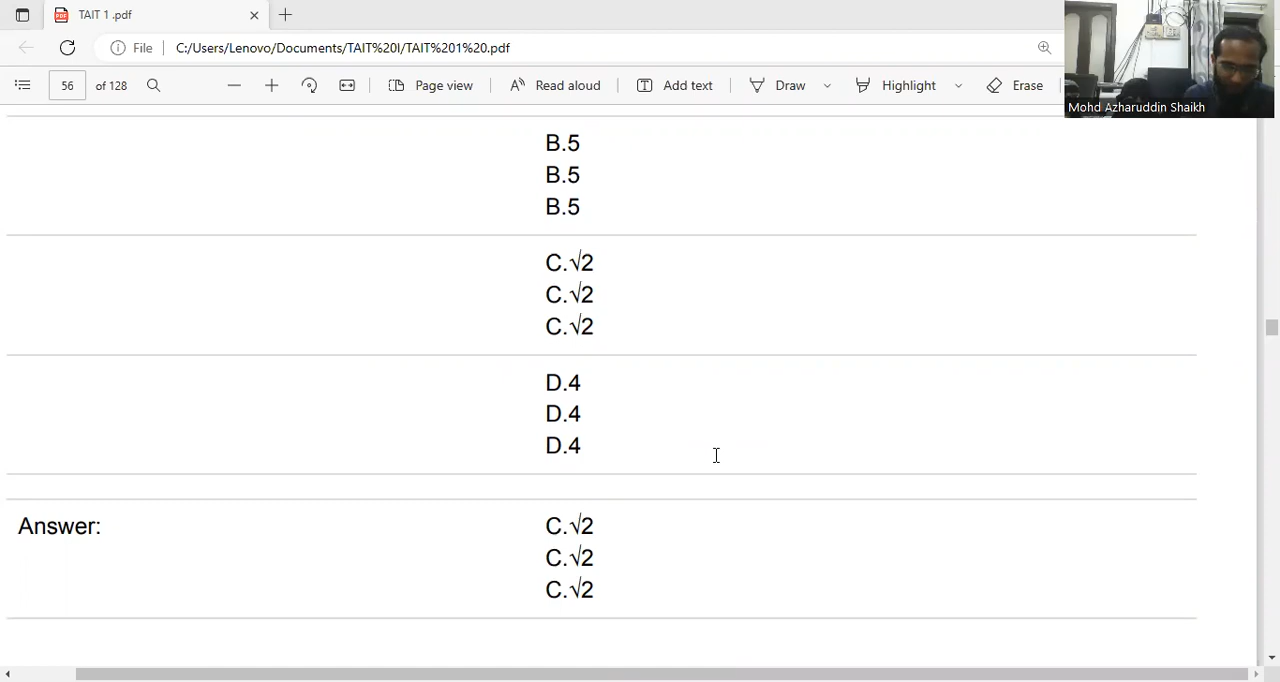 TAIT 1 .pdf
File
C:/Users/Lenovo/Documents/TAIT%20I/TAIT%201%20.pdf
56 of 128
Page view
Read aloud
Add text
Draw
Highlight
Erase
Mohd Azharuddin Shaikh
B.5
B.5
B.5
C.√2
C.√2
C.√2
D.4
D.4
D.4
Answer:
C.√2
C.√2
C.√2